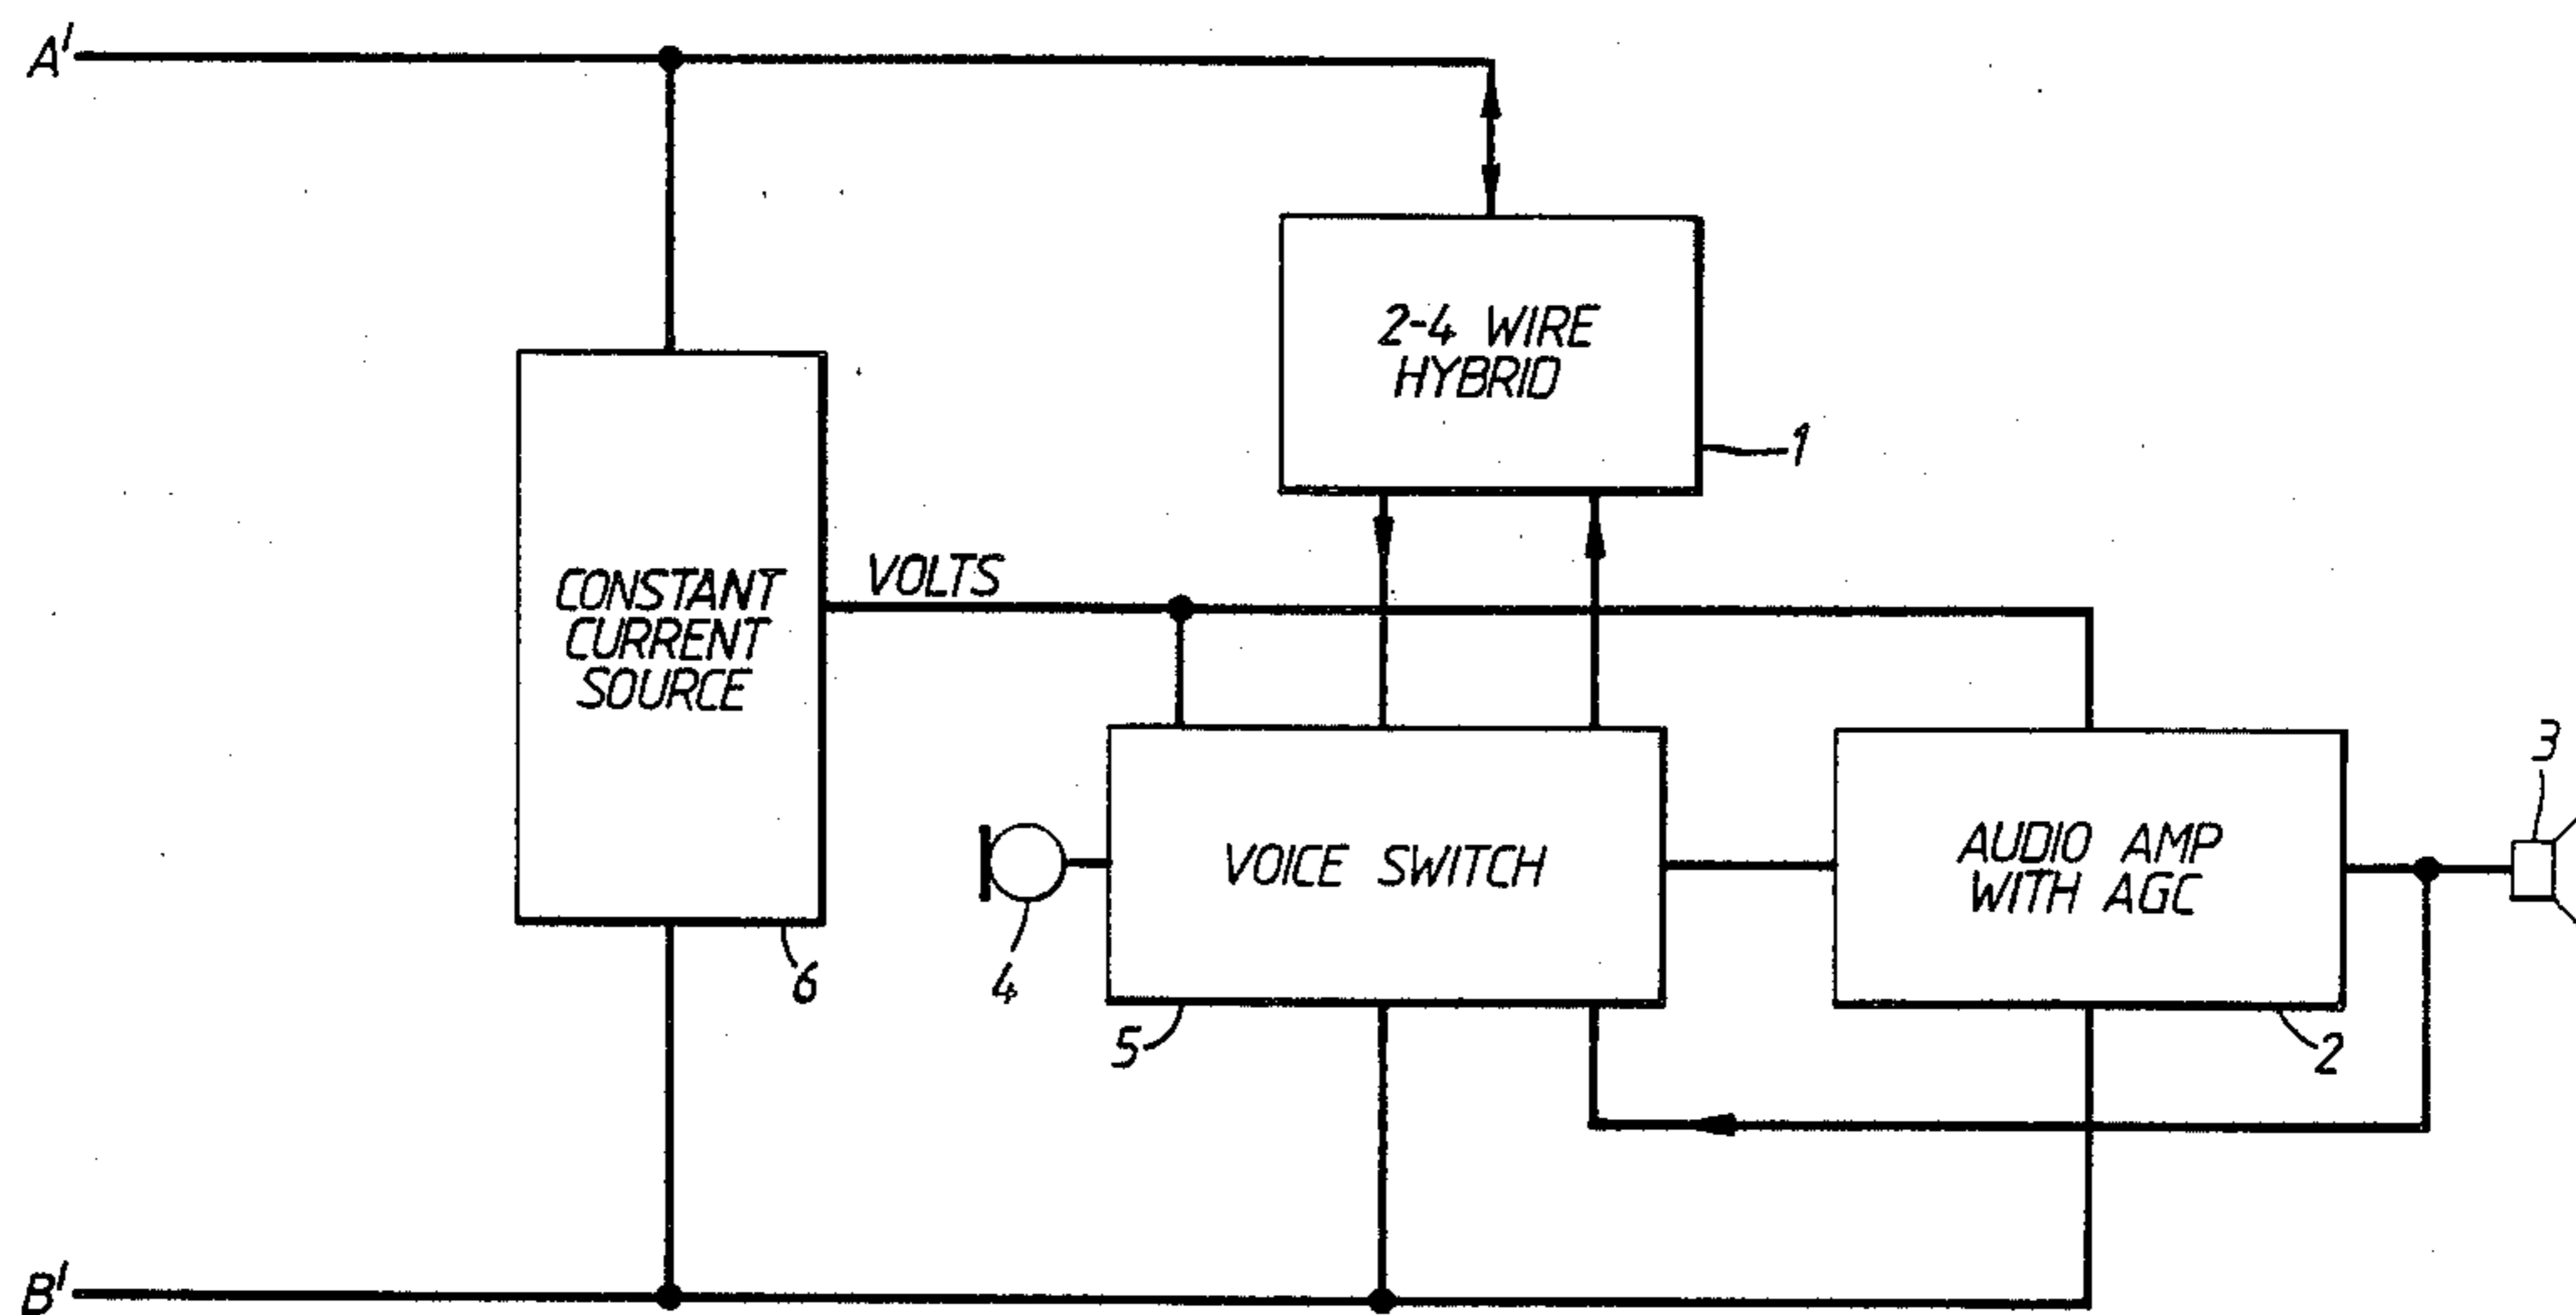 A'
2-4 WIRE
HYBRID
1
CONSTANT
CURRENT
SOURCE
VOLTS
6
4
VOICE SWITCH
5
AUDIO AMP
WITH AGC
2
3
B'